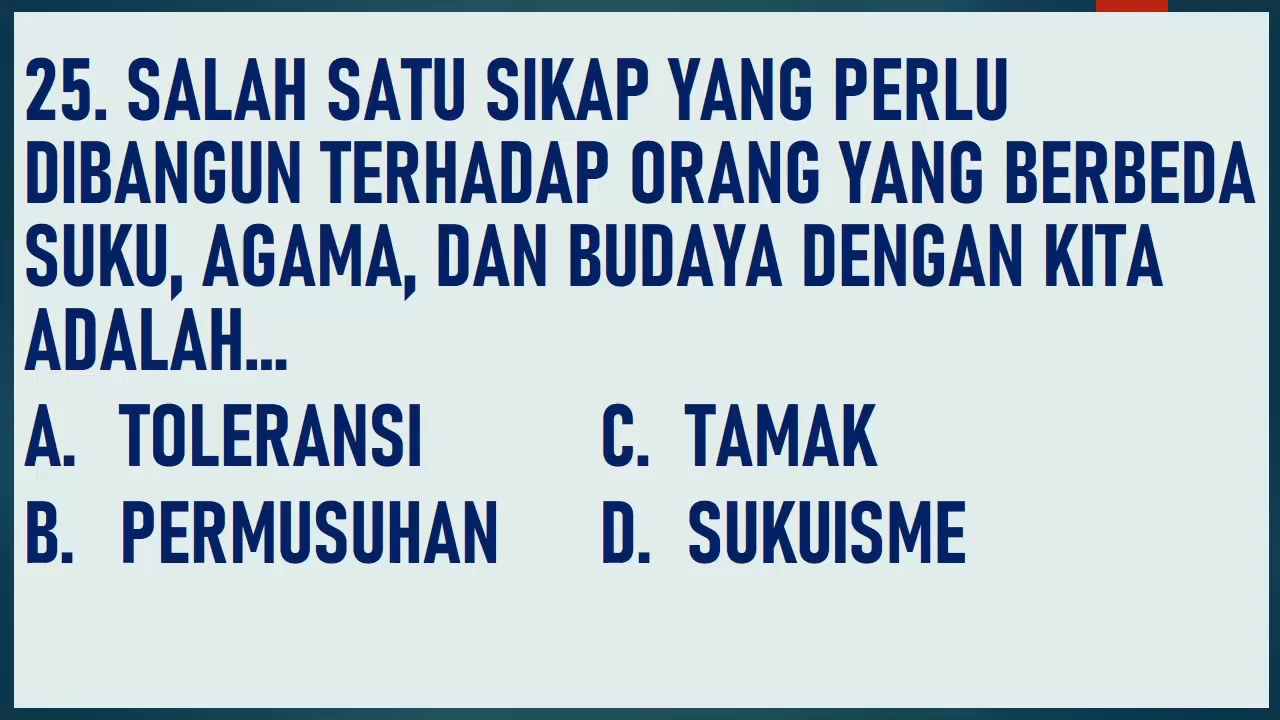 25. SALAH SATU SIKAP YANG PERLU
DIBANGUN TERHADAP ORANG YANG BERBEDA
SUKU, AGAMA, DAN BUDAYA DENGAN KITA
ADALAH...
A. TOLERANSI C. TAMAK
B. PERMUSUHAN D. SUKUISME